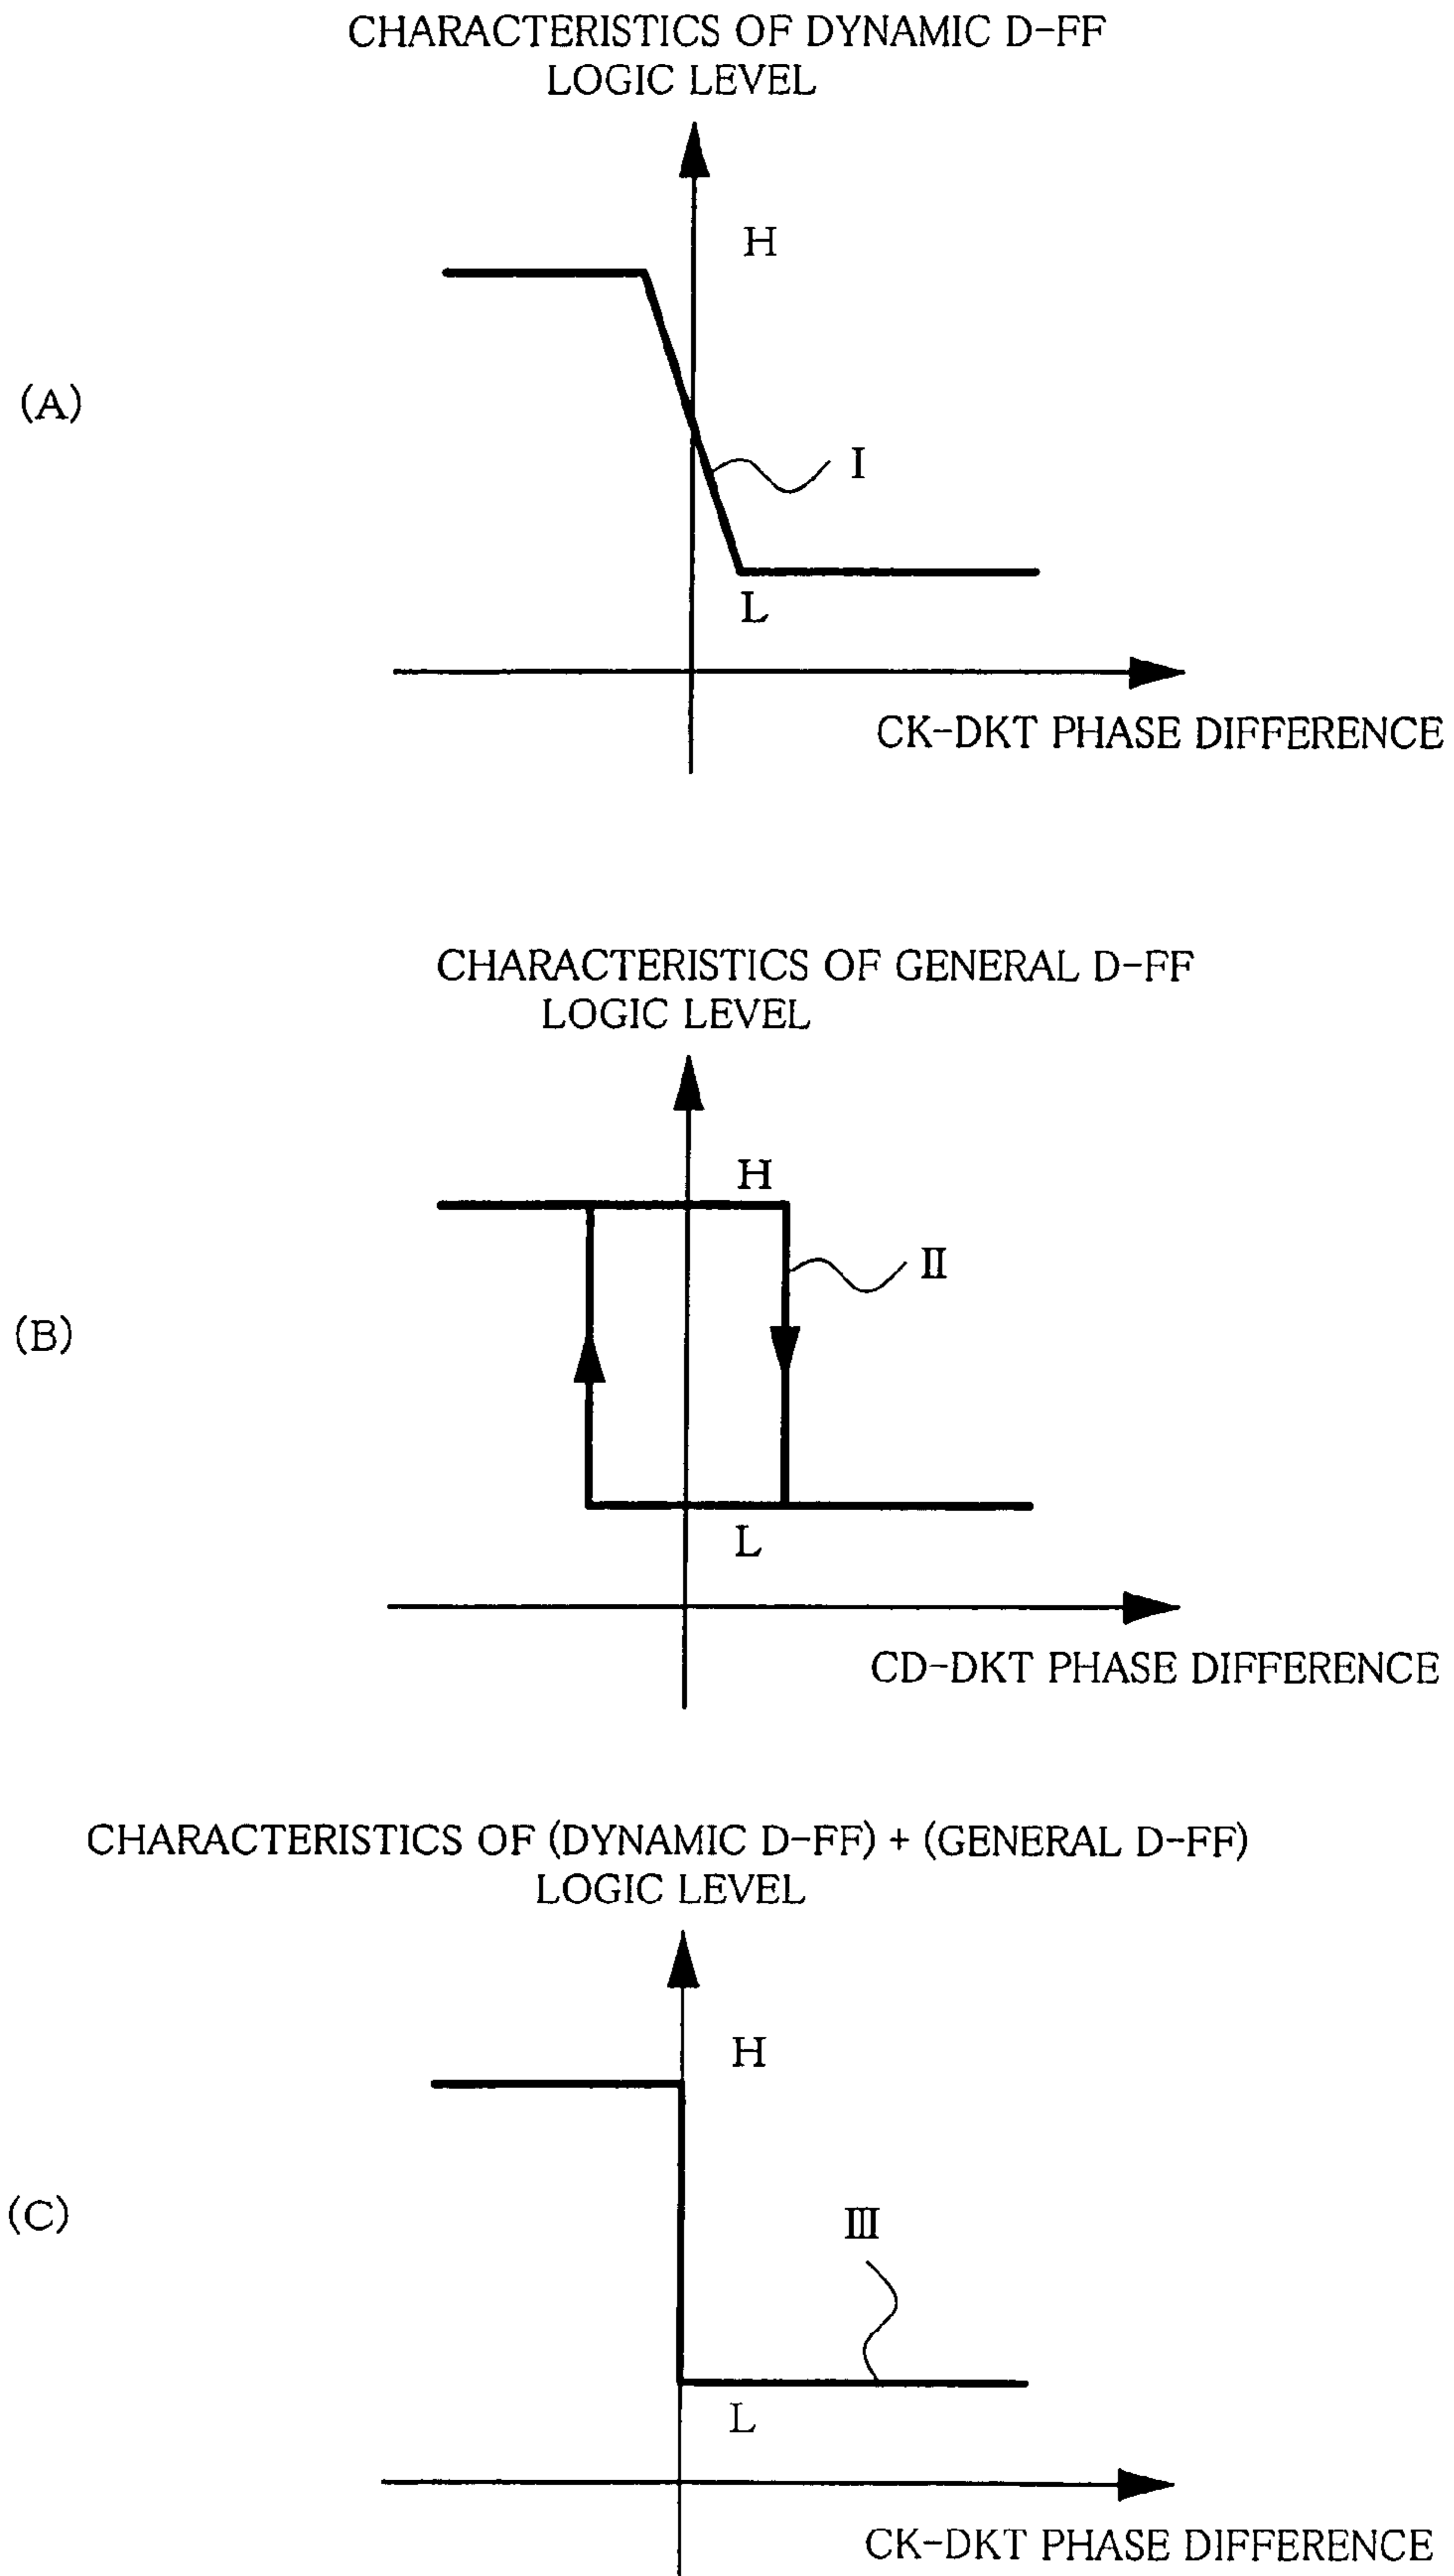 CHARACTERISTICS OF DYNAMIC D-FF
LOGIC LEVEL
H
(A)
I
L
CK-DKT PHASE DIFFERENCE
CHARACTERISTICS OF GENERAL D-FF
LOGIC LEVEL
H
II
(B)
L
CD-DKT PHASE DIFFERENCE
CHARACTERISTICS OF (DYNAMIC D-FF) + (GENERAL D-FF)
LOGIC LEVEL
H
(C)
III
L
CK-DKT PHASE DIFFERENCE